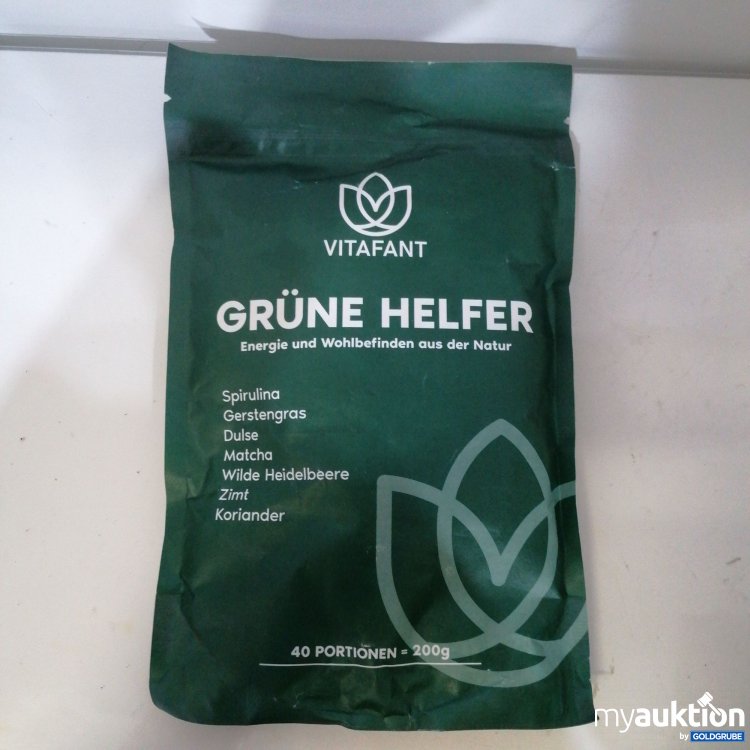 VITAFANT
GRÜNE HELFER
Energie und Wohlbefinden aus der Natur
Spirulina
Gerstengras
Dulse
Matcha
Wilde Heidelbeere
Zimt
Koriander
40 PORTIONEN = 200g
myauktion
by GOLDGRUBE